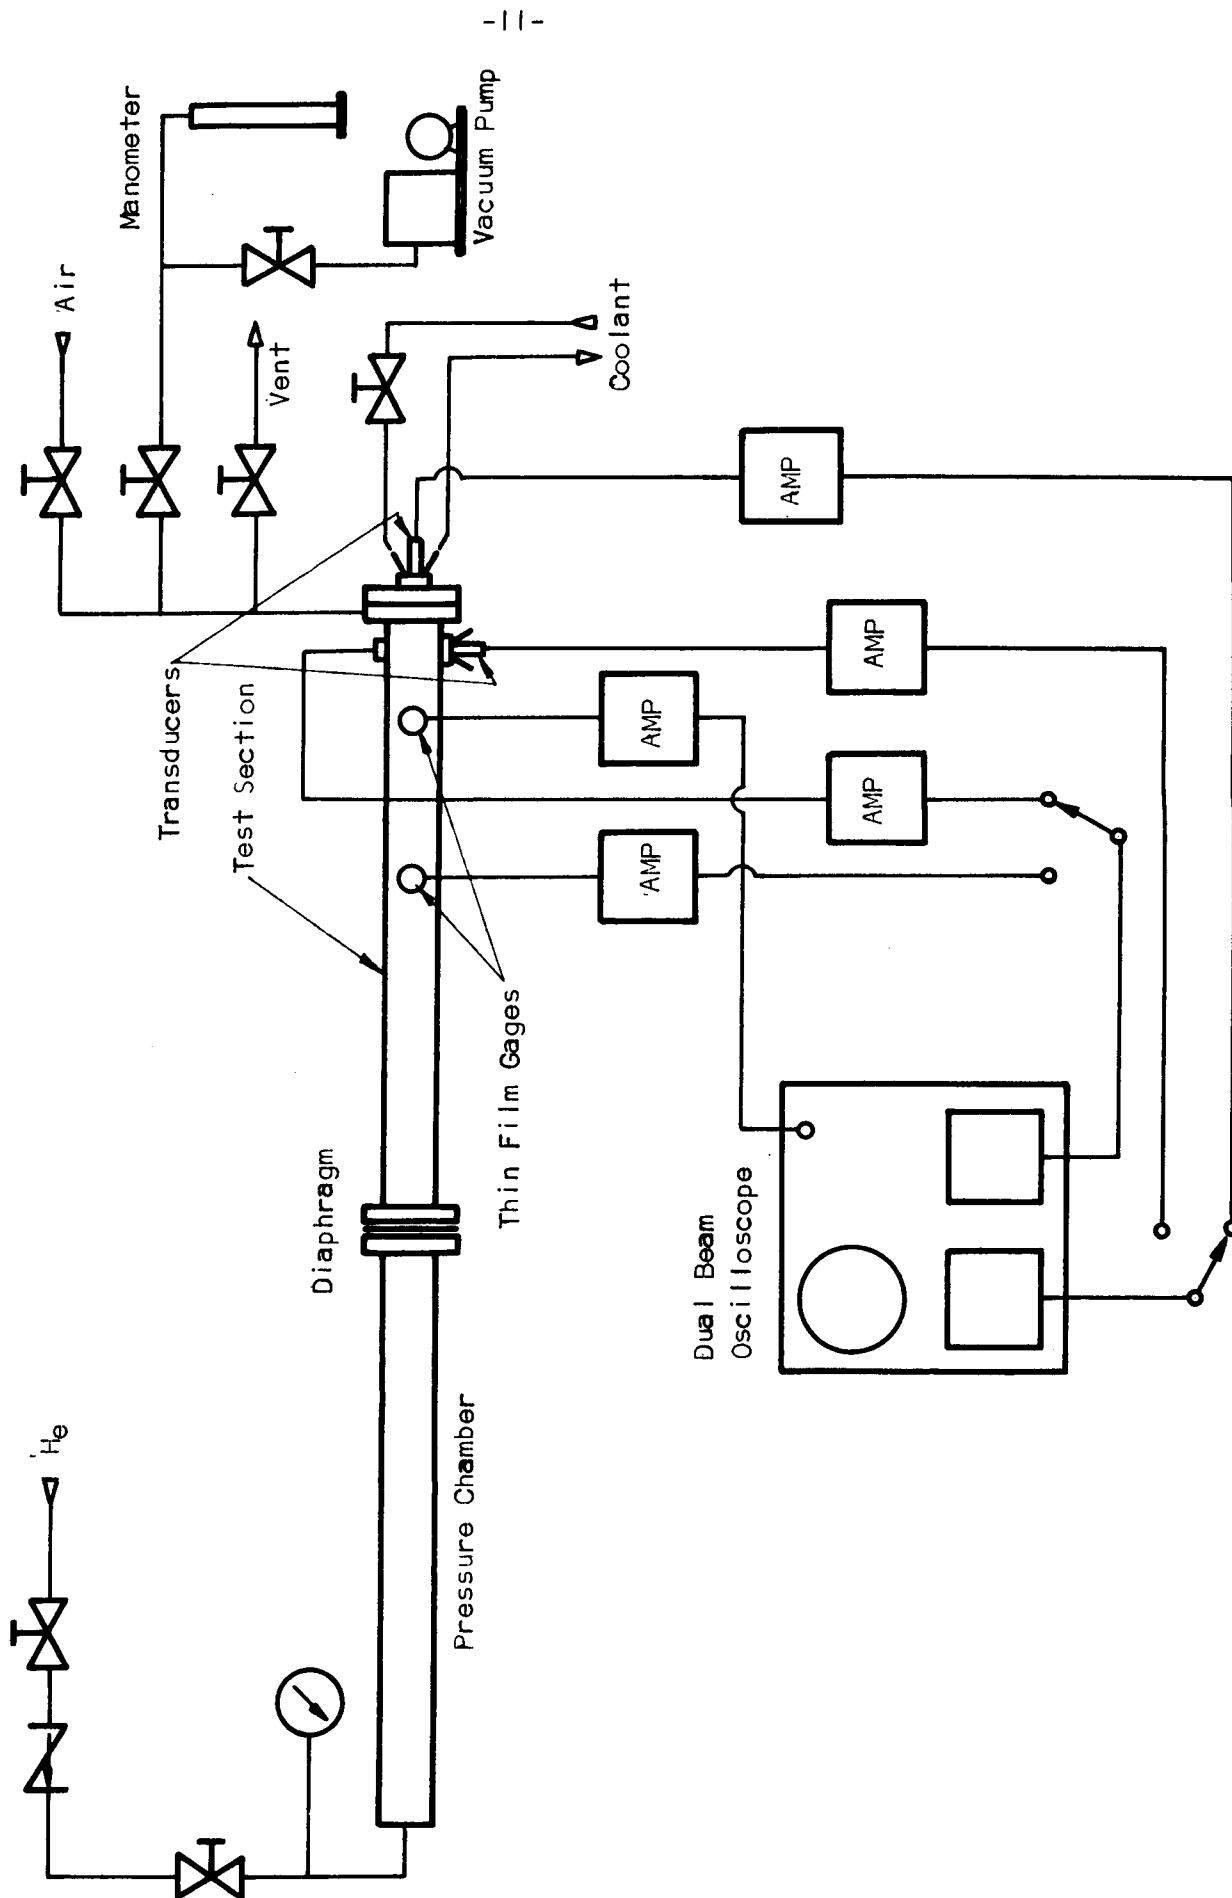 -11-
Manometer
Vacuum Pump
Air
Vent
Coolant
Transducers
Test Section
AMP
AMP
AMP
AMP
AMP
Thin Film Gages
Diaphragm
Dual Beam
Oscilloscope
He
Pressure Chamber